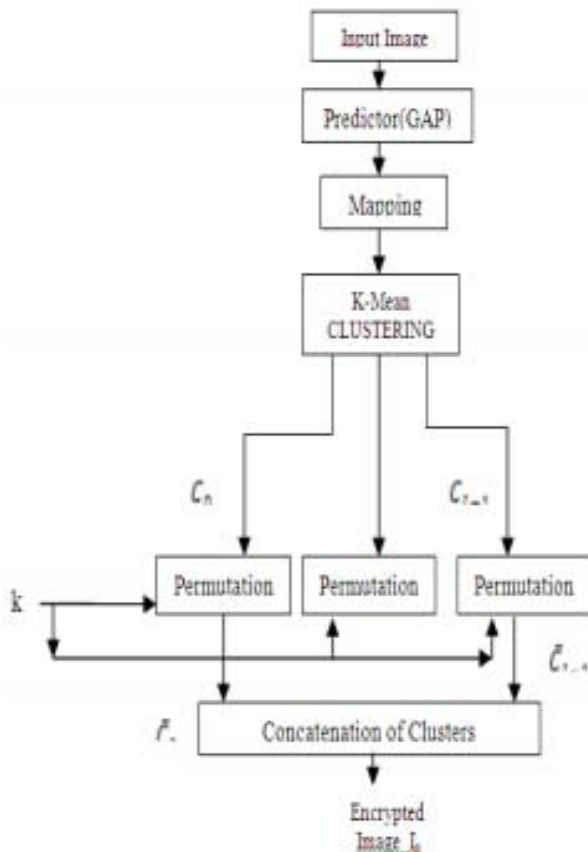 Input Image
Predictor(GAP)
Mapping
K-Mean
CLUSTERING
Permutation
Permutation
Permutation
k
Concatenation of Clusters
Encrypted
Image